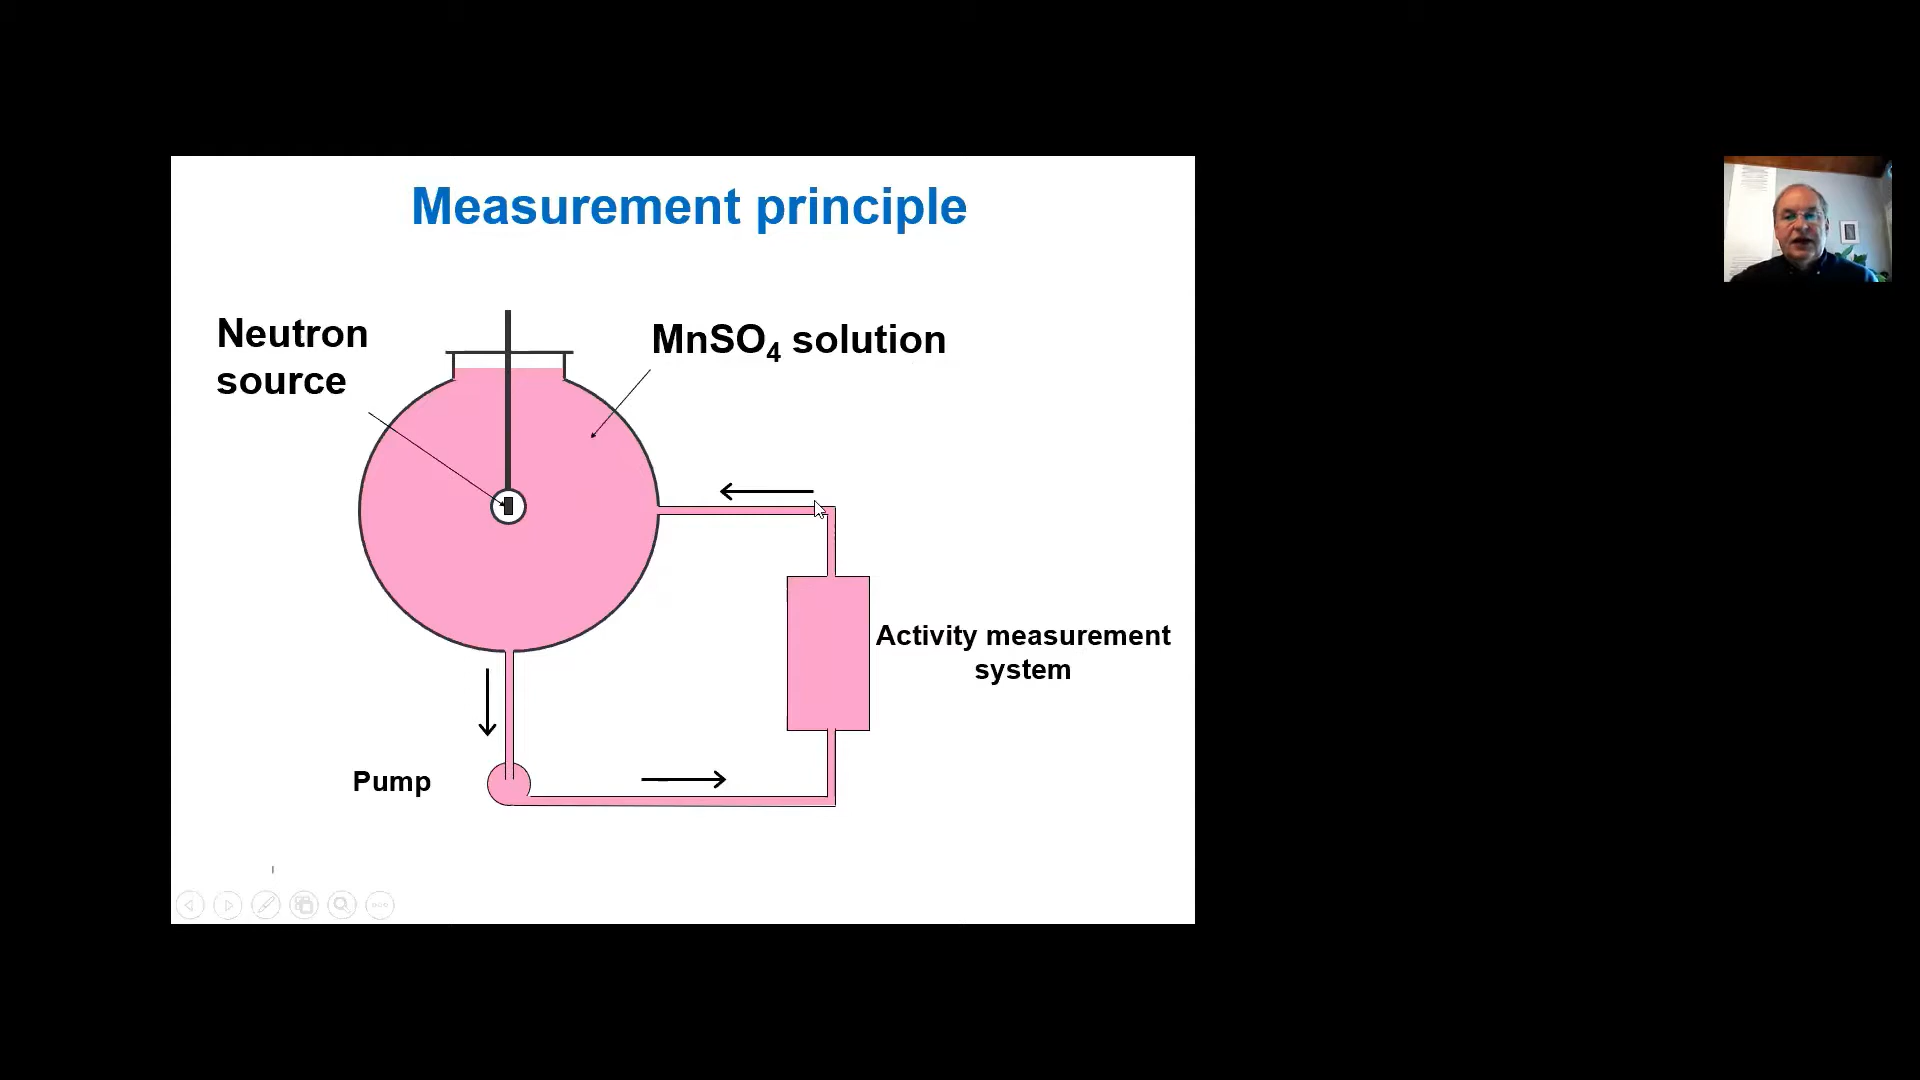 Measurement principle
Neutron
source
MnSO₄ solution
Activity measurement
system
Pump